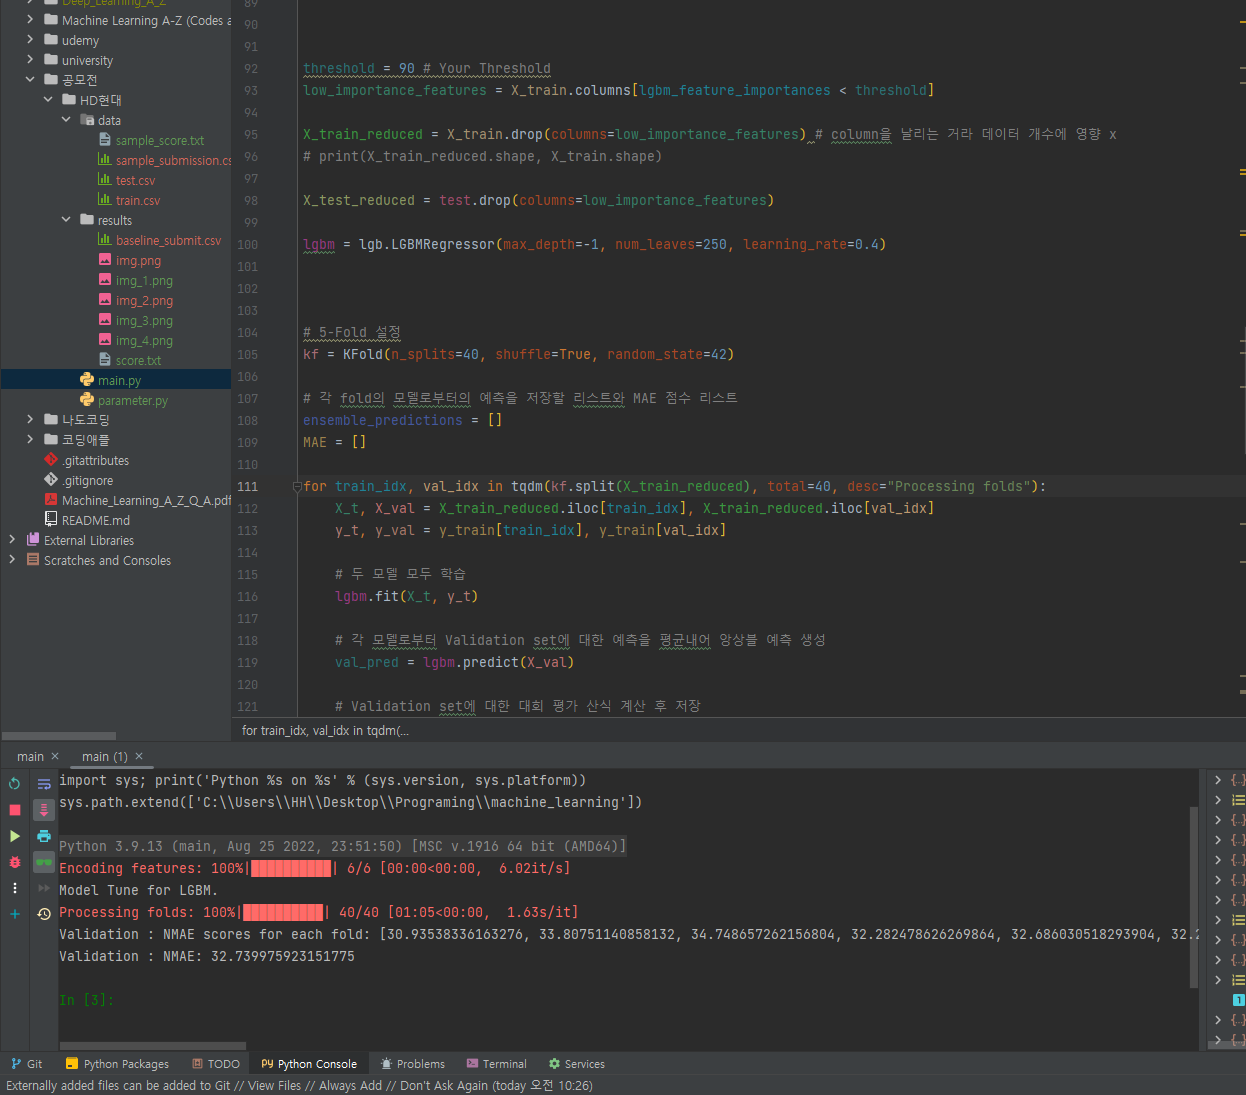 Deep_Learning_A_Z
Machine Learning A-Z (Codes a
udemy
university
공모전
HD현대
data
sample_score.txt
sample_submission.cs
test.csv
train.csv
results
baseline_submit.csv
img.png
img_1.png
img_2.png
img_3.png
img_4.png
score.txt
main.py
parameter.py
나도코딩
코딩애플
.gitattributes
.gitignore
Machine_Learning_A_Z_Q_A.pdf
README.md
External Libraries
Scratches and Consoles
89
90
91
92 threshold = 90 # Your Threshold
93 low_importance_features = X_train.columns[lgbm_feature_importances < threshold]
94
95 X_train_reduced = X_train.drop(columns=low_importance_features) # column을 날리는 거라 데이터 개수에 영향 x
96 # print(X_train_reduced.shape, X_train.shape)
97
98 X_test_reduced = test.drop(columns=low_importance_features)
99
100 lgbm = lgb.LGBMRegressor(max_depth=-1, num_leaves=250, learning_rate=0.4)
101
102
103
104 # 5-Fold 설정
105 kf = KFold(n_splits=40, shuffle=True, random_state=42)
106
107 # 각 fold의 모델로부터의 예측을 저장할 리스트와 MAE 점수 리스트
108 ensemble_predictions = []
109 MAE = []
110
111 for train_idx, val_idx in tqdm(kf.split(X_train_reduced), total=40, desc="Processing folds"):
112 X_t, X_val = X_train_reduced.iloc[train_idx], X_train_reduced.iloc[val_idx]
113 y_t, y_val = y_train[train_idx], y_train[val_idx]
114
115 # 두 모델 모두 학습
116 lgbm.fit(X_t, y_t)
117
118 # 각 모델로부터 Validation set에 대한 예측을 평균내어 앙상블 예측 생성
119 val_pred = lgbm.predict(X_val)
120
121 # Validation set에 대한 대회 평가 산식 계산 후 저장
for train_idx, val_idx in tqdm(...
main × main (1) ×
import sys; print('Python %s on %s' % (sys.version, sys.platform))
sys.path.extend(['C:\\Users\\HH\\Desktop\\Programing\\machine_learning'])
Python 3.9.13 (main, Aug 25 2022, 23:51:50) [MSC v.1916 64 bit (AMD64)]
Encoding features: 100%|██████████| 6/6 [00:00<00:00, 6.02it/s]
Model Tune for LGBM.
Processing folds: 100%|██████████| 40/40 [01:05<00:00, 1.63s/it]
Validation : NMAE scores for each fold: [30.93538336163276, 33.80751140858132, 34.748657262156804, 32.282478626269864, 32.686030518293904, 32.2
Validation : NMAE: 32.739975923151775
In [3]:
Git Python Packages TODO Python Console Problems Terminal Services
Externally added files can be added to Git // View Files // Always Add // Don't Ask Again (today 오전 10:26)